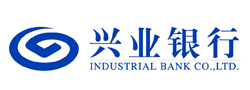 兴业银行
INDUSTRIAL BANK CO.,LTD.